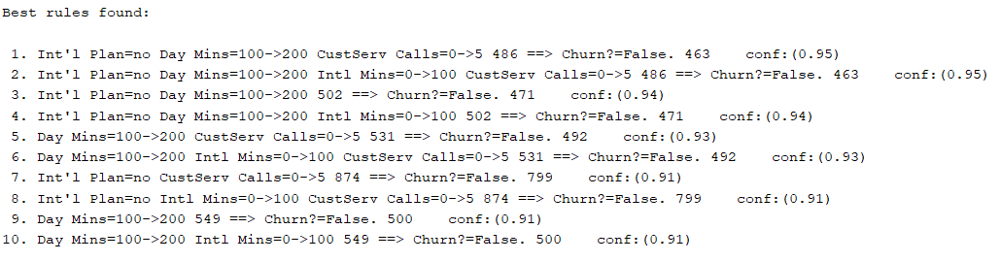 Best rules found:
1. Int'l Plan=no Day Mins=100->200 CustServ Calls=0->5 486 ==> Churn?=False. 463 conf:(0.95)
2. Int'l Plan=no Day Mins=100->200 Intl Mins=0->100 CustServ Calls=0->5 486 ==> Churn?=False. 463 conf:(0.95)
3. Int'l Plan=no Day Mins=100->200 502 ==> Churn?=False. 471 conf:(0.94)
4. Int'l Plan=no Day Mins=100->200 Intl Mins=0->100 502 ==> Churn?=False. 471 conf:(0.94)
5. Day Mins=100->200 CustServ Calls=0->5 531 ==> Churn?=False. 492 conf:(0.93)
6. Day Mins=100->200 Intl Mins=0->100 CustServ Calls=0->5 531 ==> Churn?=False. 492 conf:(0.93)
7. Int'l Plan=no CustServ Calls=0->5 874 ==> Churn?=False. 799 conf:(0.91)
8. Int'l Plan=no Intl Mins=0->100 CustServ Calls=0->5 874 ==> Churn?=False. 799 conf:(0.91)
9. Day Mins=100->200 549 ==> Churn?=False. 500 conf:(0.91)
10. Day Mins=100->200 Intl Mins=0->100 549 ==> Churn?=False. 500 conf:(0.91)